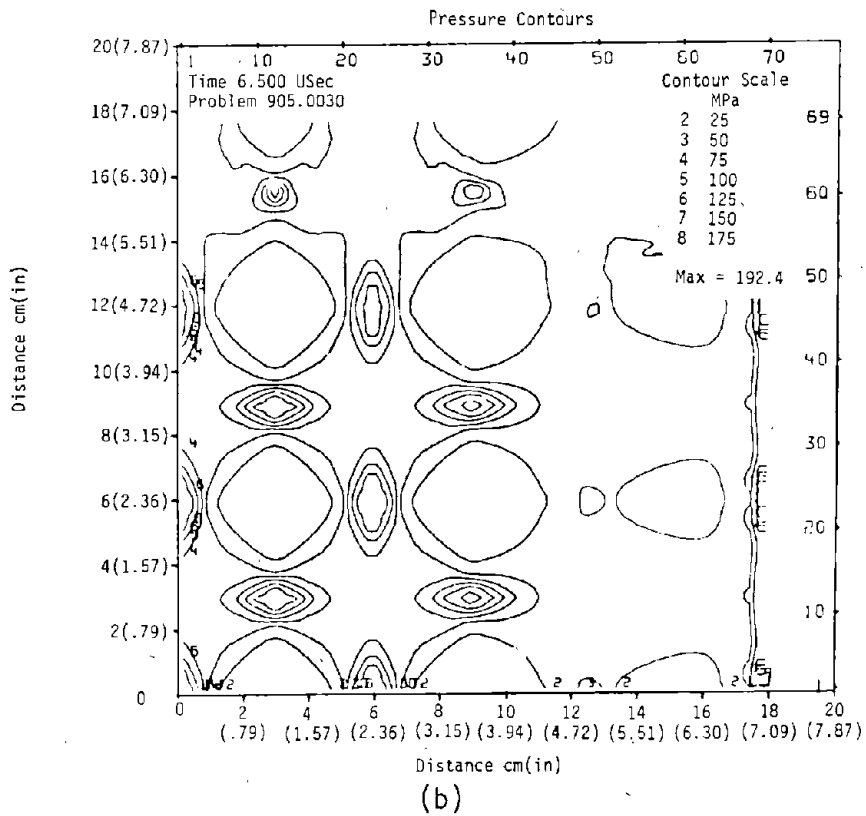 Pressure Contours
20(7.87)
1 10 20 30 40 50 60 70 80
Time 6.500 USec
Problem 905.0030
Contour Scale
MPa
2 25
3 50
4 75
5 100
6 125
7 150
8 175
Max = 192.4
18(7.09)
16(6.30)
14(5.51)
12(4.72)
10(3.94)
8(3.15)
6(2.36)
4(1.57)
2(.79)
0
69
60
50
40
30
20
10
1
Distance cm(in)
0 2 4 6 8 10 12 14 16 18 20
(.79) (1.57) (2.36) (3.15) (3.94) (4.72) (5.51) (6.30) (7.09) (7.87)
Distance cm(in)
(b)